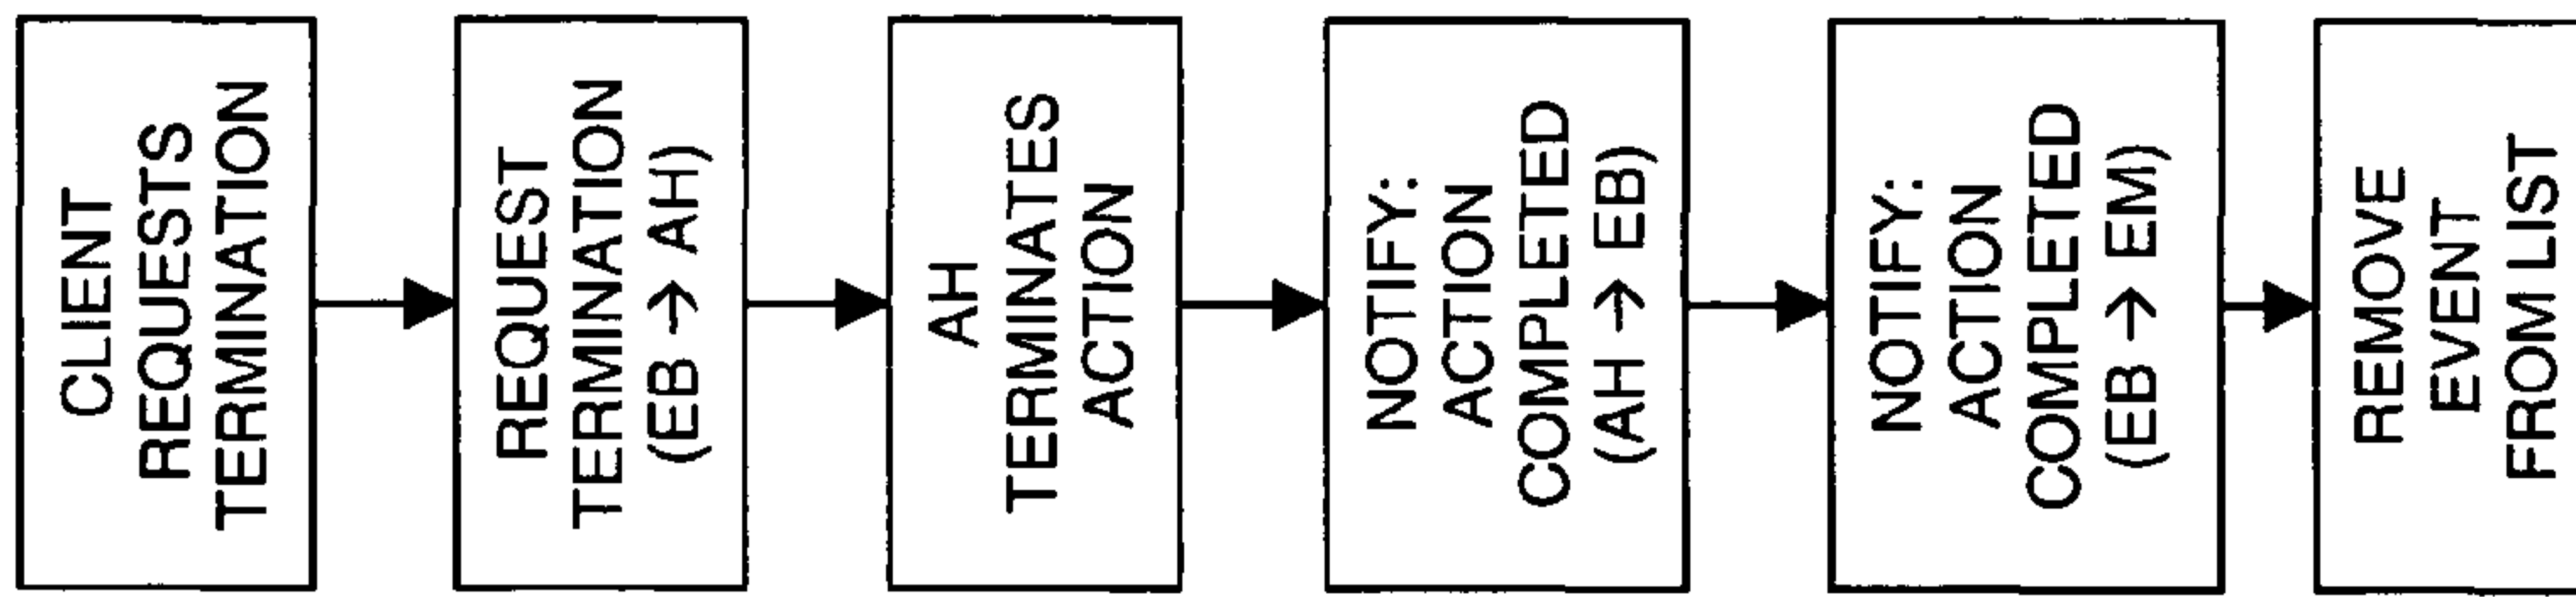 CLIENT
REQUESTS
TERMINATION
REQUEST
TERMINATION
(EB → AH)
AH
TERMINATES
ACTION
NOTIFY:
ACTION
COMPLETED
(AH → EB)
NOTIFY:
ACTION
COMPLETED
(EB → EM)
REMOVE
EVENT
FROM LIST